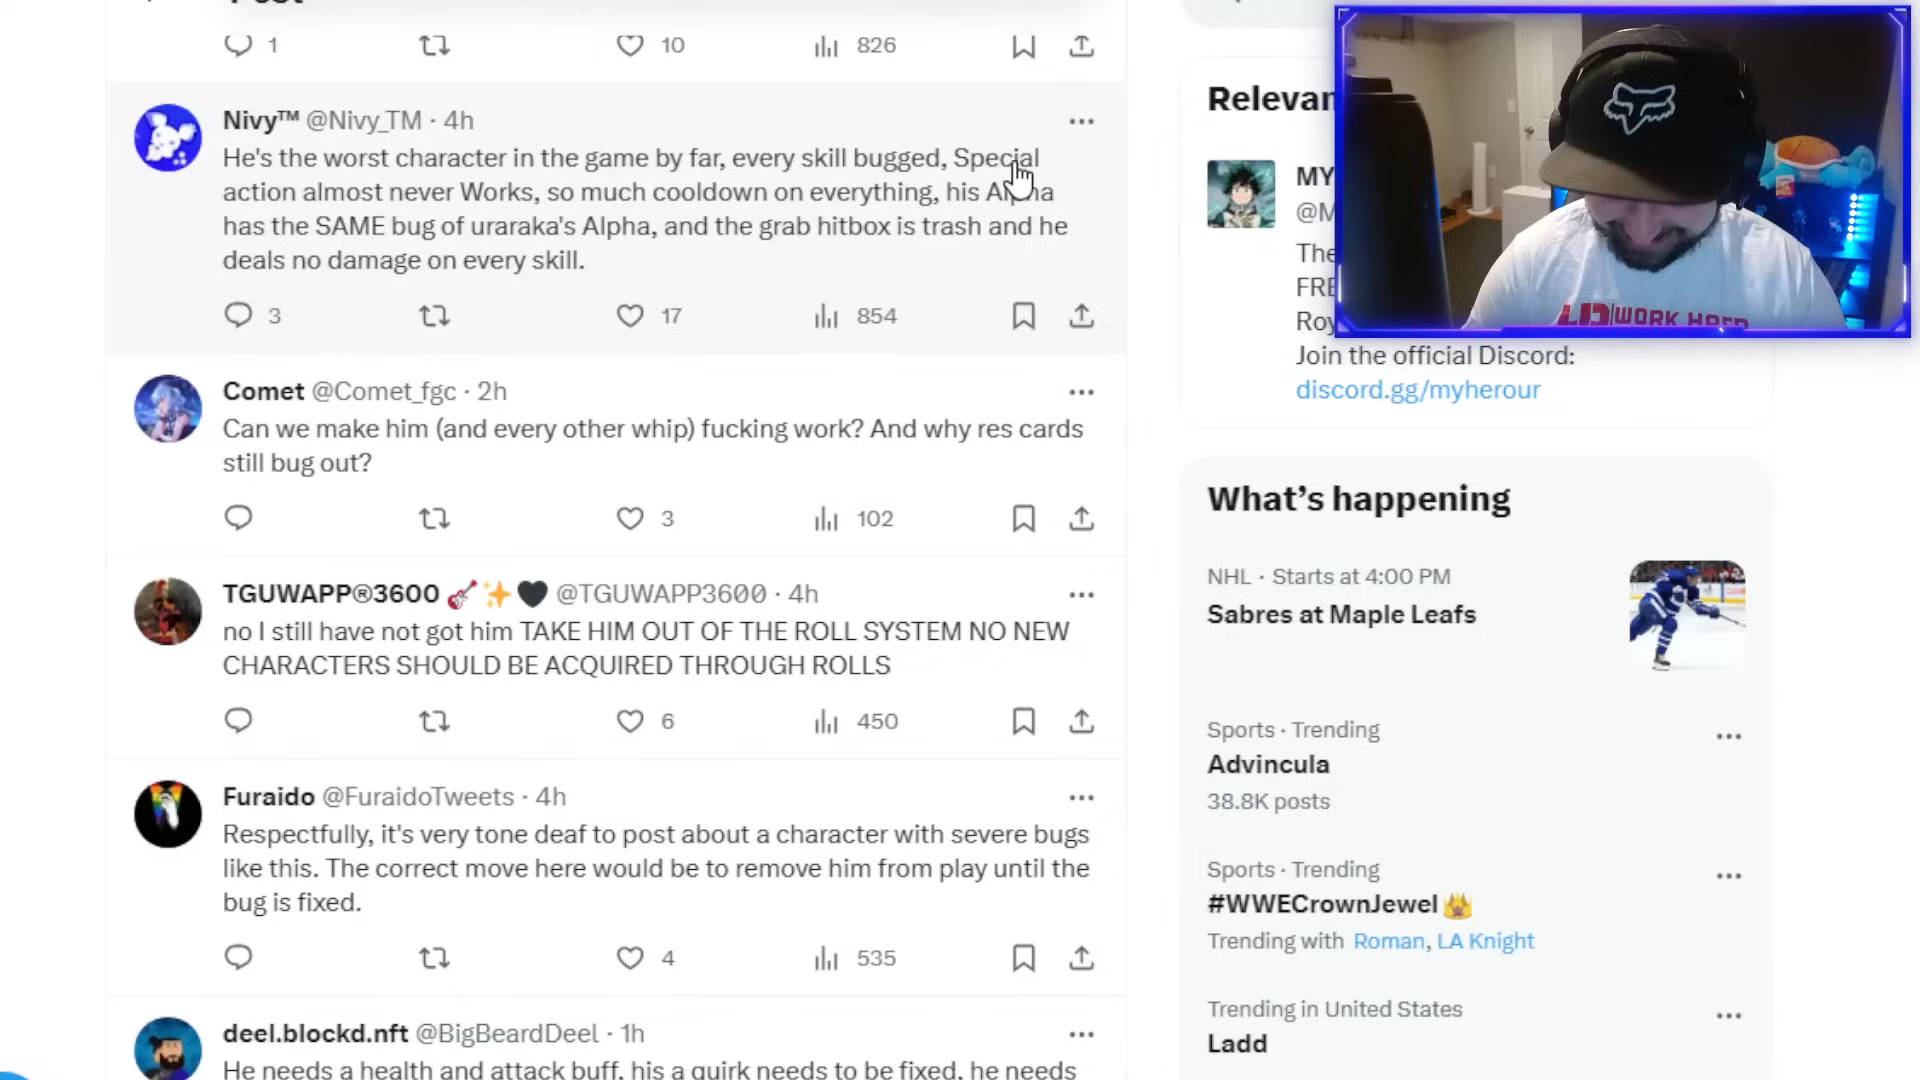 1 10 826
Nivy™ @Nivy_TM · 4h
He's the worst character in the game by far, every skill bugged, Special
action almost never Works, so much cooldown on everything, his Alpha
has the SAME bug of uraraka's Alpha, and the grab hitbox is trash and he
deals no damage on every skill.
3 17 854
Comet @Comet_fgc · 2h
Can we make him (and every other whip) fucking work? And why res cards
still bug out?
3 102
TGUWAPP®3600 🎸✨🖤 @TGUWAPP3600 · 4h
no I still have not got him TAKE HIM OUT OF THE ROLL SYSTEM NO NEW
CHARACTERS SHOULD BE ACQUIRED THROUGH ROLLS
6 450
Furaido @FuraidoTweets · 4h
Respectfully, it's very tone deaf to post about a character with severe bugs
like this. The correct move here would be to remove him from play until the
bug is fixed.
4 535
deel.blockd.nft @BigBeardDeel · 1h
He needs a health and attack buff, his a quirk needs to be fixed, he needs
Relevan
MY
@M
The
FRE
Roy
Join the official Discord:
discord.gg/myherour
WORK HARD
What's happening
NHL · Starts at 4:00 PM
Sabres at Maple Leafs
Sports · Trending
Advincula
38.8K posts
Sports · Trending
#WWECrownJewel👑
Trending with Roman, LA Knight
Trending in United States
Ladd